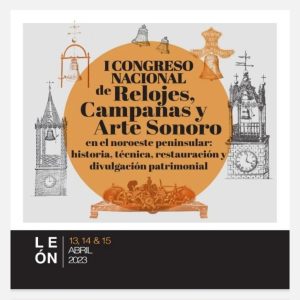 I CONGRESO
NACIONAL
de Relojes,
Campanas y
Arte Sonoro
en el noroeste peninsular:
historia, técnica, restauración y
divulgación patrimonial
LE
ÓN
13, 14 & 15
ABRIL
2023